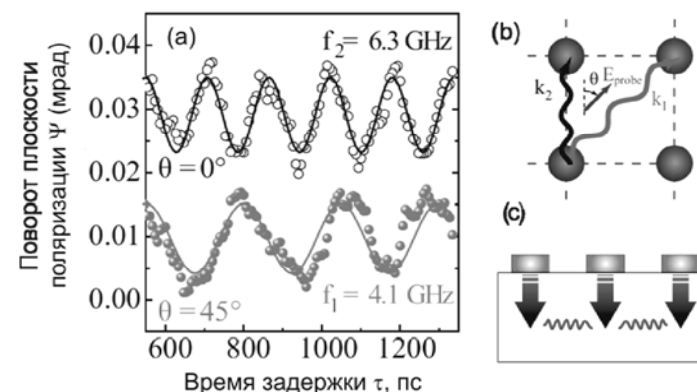 (a)
f₂ = 6.3 GHz
θ = 0°
θ = 45°
f₁ = 4.1 GHz
0.04
0.03
0.02
0.01
0.00
600
800
1000
1200
Поворот плоскости
поляризации Ψ (мрад)
Время задержки τ, пс
(b)
θ
E probe
k₂
k₁
(c)